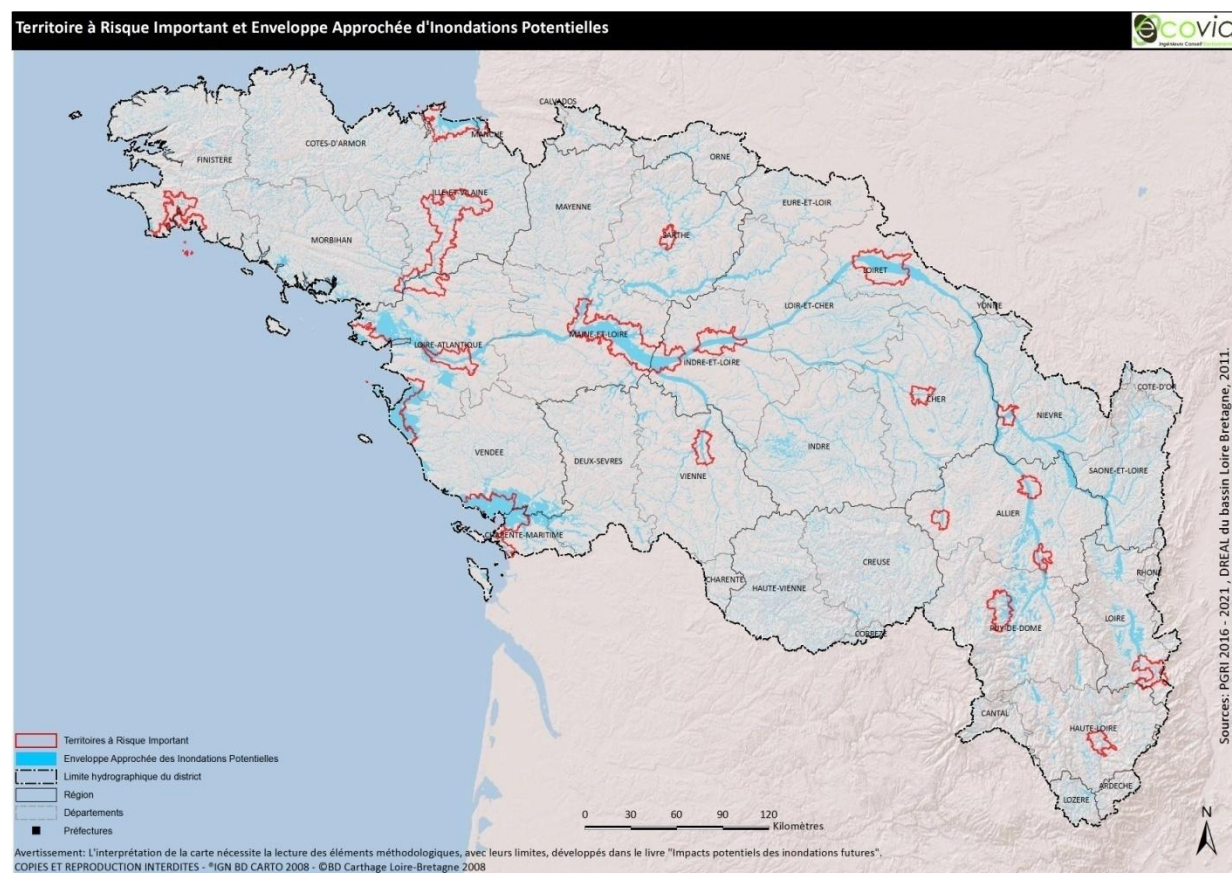 Territoire à Risque Important et Enveloppe Approchée d'Inondations Potentielles
écovia
Ingénieurs Conseil
CALVADOS
MANCHE
COTES-D'ARMOR
ORNE
FINISTERE
ILLE-ET-VILAINE
MAYENNE
EURE-ET-LOIR
SARTHE
MORBIHAN
LOIRET
LOIR-ET-CHER
YONNE
MAINE-ET-LOIRE
LOIRE-ATLANTIQUE
INDRE-ET-LOIRE
COTE-D'OR
CHER
NIEVRE
VENDEE
DEUX-SEVRES
INDRE
SAONE-ET-LOIRE
VIENNE
ALLIER
CHARENTE-MARITIME
CREUSE
RHONE
CHARENTE
HAUTE-VIENNE
LOIRE
PUY-DE-DOME
CORREZE
CANTAL
HAUTE-LOIRE
ARDECHE
LOZERE
Sources: PGRI 2016 - 2021 , DREAL du bassin Loire Bretagne, 2011.
Territoires à Risque Important
Enveloppe Approchée des Inondations Potentielles
Limite hydrographique du district
Région
Départements
Préfectures
0 30 60 90 120
Kilomètres
N
Avertissement: L'interprétation de la carte nécessite la lecture des éléments méthodologiques, avec leurs limites, développés dans le livre "Impacts potentiels des inondations futures".
COPIES ET REPRODUCTION INTERDITES - ®IGN BD CARTO 2008 - ©BD Carthage Loire-Bretagne 2008